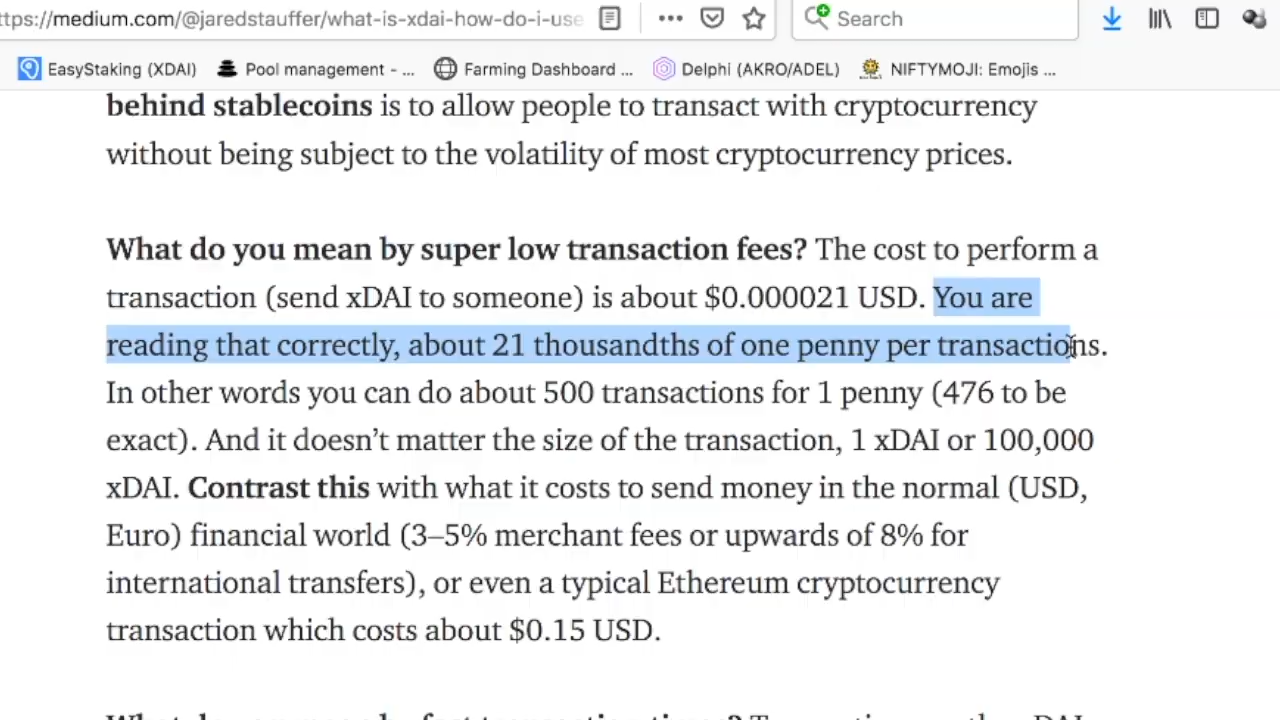 ttps://medium.com/@jaredstauffer/what-is-xdai-how-do-i-use
Search
EasyStaking (XDAI)
Pool management - ...
Farming Dashboard ...
Delphi (AKRO/ADEL)
NIFTYMOJI: Emojis ...
behind stablecoins is to allow people to transact with cryptocurrency
without being subject to the volatility of most cryptocurrency prices.
What do you mean by super low transaction fees? The cost to perform a
transaction (send xDAI to someone) is about $0.000021 USD. You are
reading that correctly, about 21 thousandths of one penny per transactions.
In other words you can do about 500 transactions for 1 penny (476 to be
exact). And it doesn’t matter the size of the transaction, 1 xDAI or 100,000
xDAI. Contrast this with what it costs to send money in the normal (USD,
Euro) financial world (3–5% merchant fees or upwards of 8% for
international transfers), or even a typical Ethereum cryptocurrency
transaction which costs about $0.15 USD.